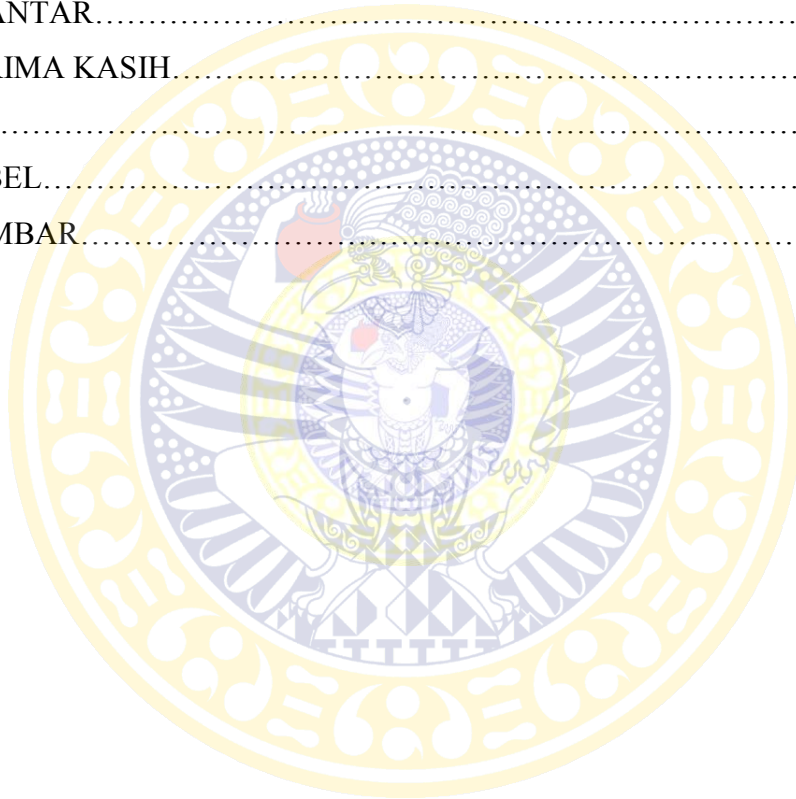 ANTAR……………………………………………………………………
RIMA KASIH……………………………………………………………
……………………………………………………………………………
BEL…………………………………………………………………………
MBAR………………………………………………………………………